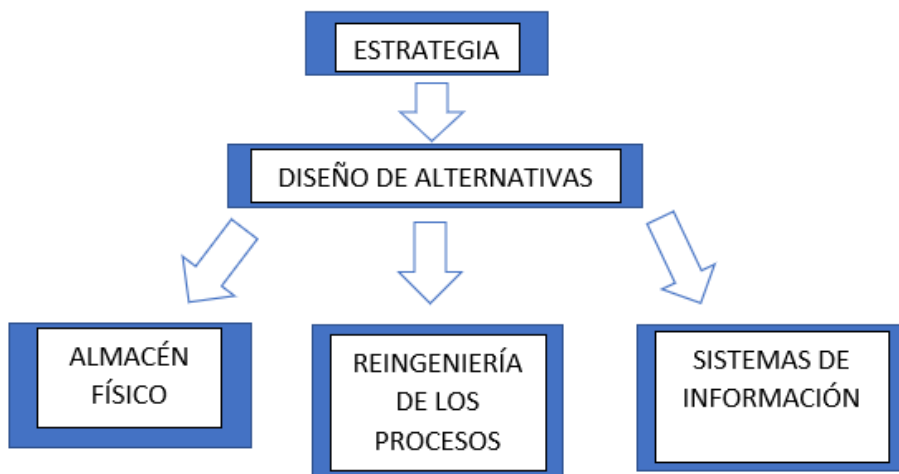 ESTRATEGIA
DISEÑO DE ALTERNATIVAS
ALMACÉN
FÍSICO
REINGENIERÍA
DE LOS
PROCESOS
SISTEMAS DE
INFORMACIÓN